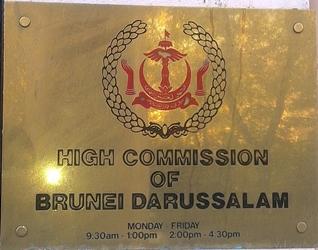 HIGH COMMISSION
OF
BRUNEI DARUSSALAM
MONDAY - FRIDAY
9:30am - 1:00pm 2:00pm - 4:30pm